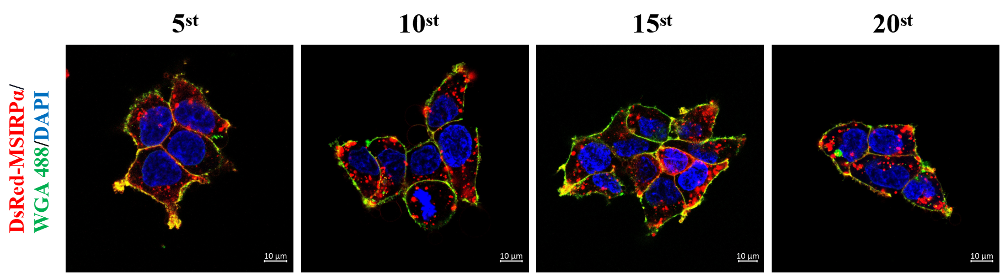 5st
10st
15st
20st
DsRed-MSIRPα/
WGA 488/DAPI
10 μm
10 μm
10 μm
10 μm